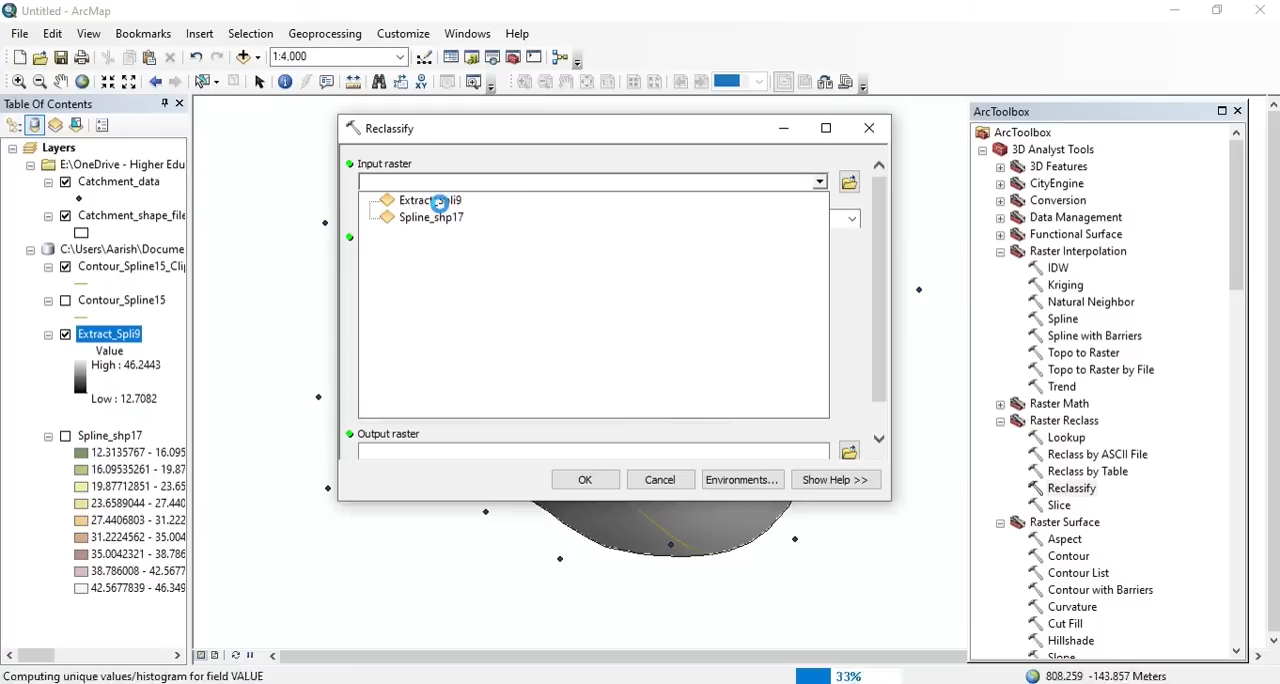 Untitled - ArcMap
File Edit View Bookmarks Insert Selection Geoprocessing Customize Windows Help
1:4,000
Table Of Contents
Layers
E:\OneDrive - Higher Edu
Catchment_data
Catchment_shape_file
C:\Users\Aarish\Docume
Contour_Spline15_Clip
Contour_Spline15
Extract_Spli9
Value
High : 46.2443
Low : 12.7082
Spline_shp17
12.3135767 - 16.095
16.09535261 - 19.87
19.87712851 - 23.65
23.6589044 - 27.440
27.4406803 - 31.222
31.2224562 - 35.004
35.0042321 - 38.786
38.786008 - 42.5677
42.5677839 - 46.349
Reclassify
Input raster
Extract_Spli9
Spline_shp17
Output raster
OK Cancel Environments... Show Help >>
ArcToolbox
ArcToolbox
3D Analyst Tools
3D Features
CityEngine
Conversion
Data Management
Functional Surface
Raster Interpolation
IDW
Kriging
Natural Neighbor
Spline
Spline with Barriers
Topo to Raster
Topo to Raster by File
Trend
Raster Math
Raster Reclass
Lookup
Reclass by ASCII File
Reclass by Table
Reclassify
Slice
Raster Surface
Aspect
Contour
Contour List
Contour with Barriers
Curvature
Cut Fill
Hillshade
Slope
Computing unique values/histogram for field VALUE
33%
808.259 -143.857 Meters